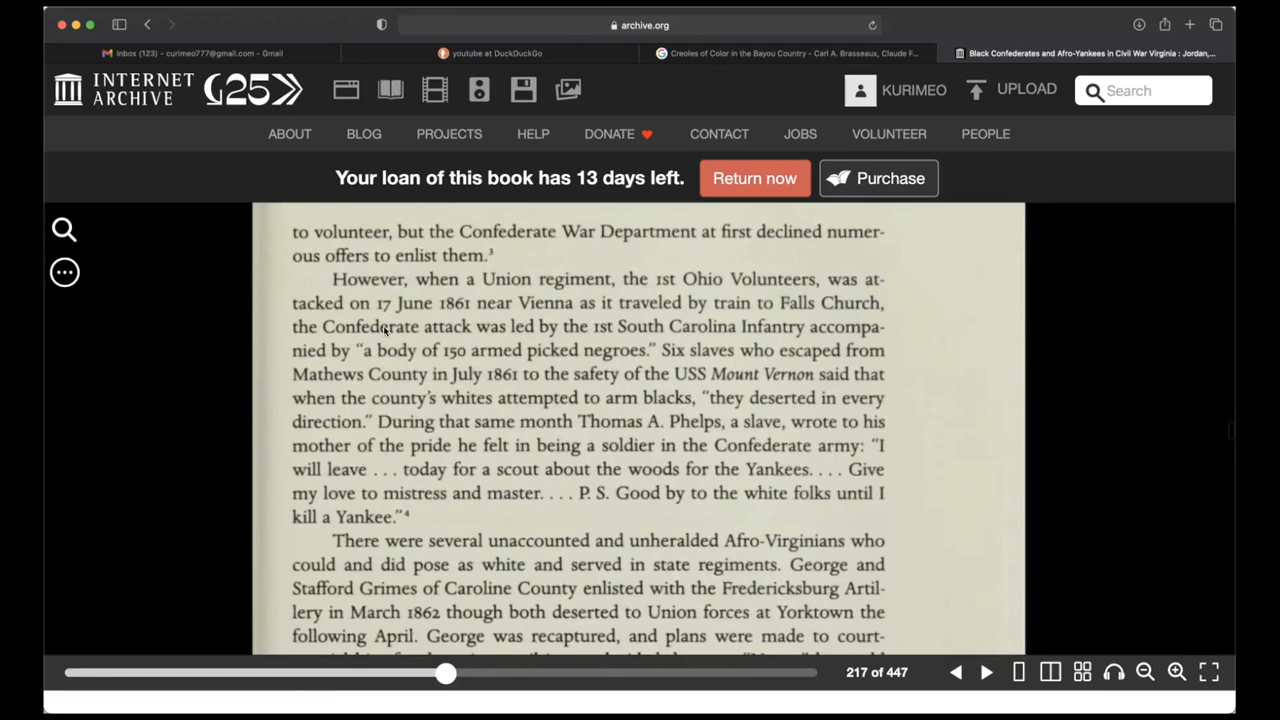 archive.org
Inbox (123) - curimeo777@gmail.com - Gmail
youtube at DuckDuckGo
Creoles of Color in the Bayou Country - Carl A. Brasseaux, Claude F...
Black Confederates and Afro-Yankees in Civil War Virginia : Jordan,...
INTERNET ARCHIVE
25
KURIMEO
UPLOAD
Search
ABOUT BLOG PROJECTS HELP DONATE CONTACT JOBS VOLUNTEER PEOPLE
Your loan of this book has 13 days left. Return now Purchase
to volunteer, but the Confederate War Department at first declined numer-
ous offers to enlist them.³
However, when a Union regiment, the 1st Ohio Volunteers, was at-
tacked on 17 June 1861 near Vienna as it traveled by train to Falls Church,
the Confederate attack was led by the 1st South Carolina Infantry accompa-
nied by "a body of 150 armed picked negroes." Six slaves who escaped from
Mathews County in July 1861 to the safety of the USS Mount Vernon said that
when the county's whites attempted to arm blacks, "they deserted in every
direction." During that same month Thomas A. Phelps, a slave, wrote to his
mother of the pride he felt in being a soldier in the Confederate army: "I
will leave . . . today for a scout about the woods for the Yankees. . . . Give
my love to mistress and master. . . . P. S. Good by to the white folks until I
kill a Yankee."⁴
There were several unaccounted and unheralded Afro-Virginians who
could and did pose as white and served in state regiments. George and
Stafford Grimes of Caroline County enlisted with the Fredericksburg Artil-
lery in March 1862 though both deserted to Union forces at Yorktown the
following April. George was recaptured, and plans were made to court-
217 of 447